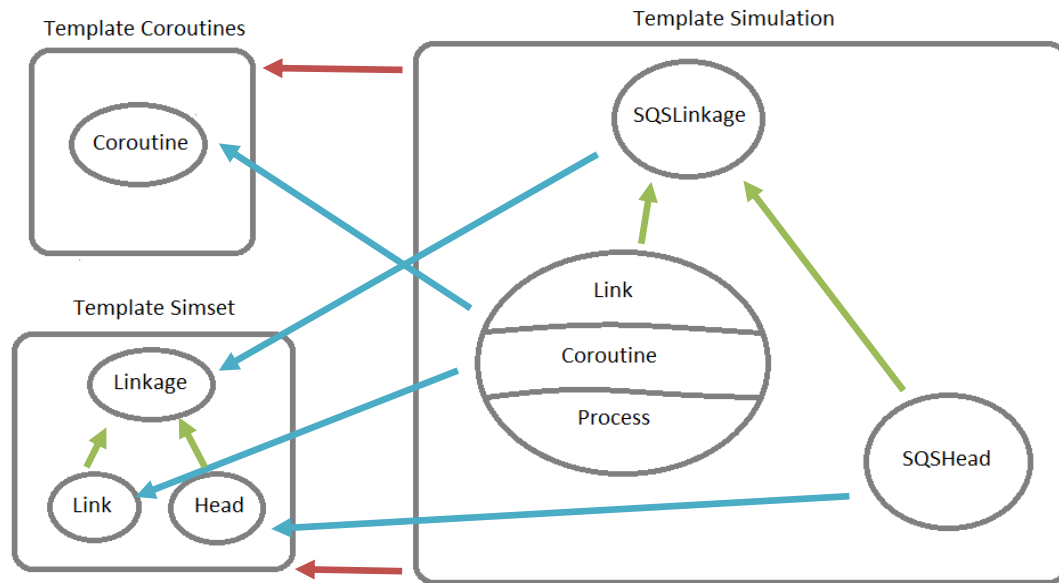 Template Coroutines
Coroutine
Template Simset
Linkage
Link
Head
Template Simulation
SQSLinkage
Link
Coroutine
Process
SQSHead